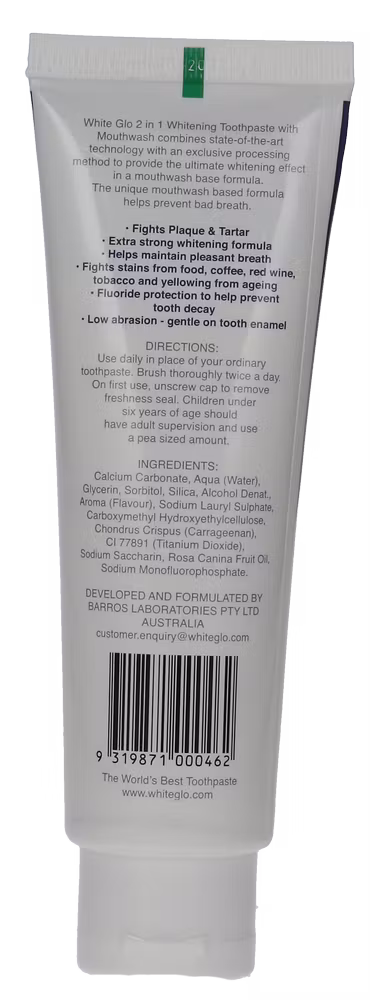 White Glo 2 in 1 Whitening Toothpaste with
Mouthwash combines state-of-the-art
technology with an exclusive processing
method to provide the ultimate whitening effect
in a mouthwash base formula.
The unique mouthwash based formula
helps prevent bad breath.
• Fights Plaque & Tartar
• Extra strong whitening formula
• Helps maintain pleasant breath
• Fights stains from food, coffee, red wine,
tobacco and yellowing from ageing
• Fluoride protection to help prevent
tooth decay
• Low abrasion - gentle on tooth enamel
DIRECTIONS:
Use daily in place of your ordinary
toothpaste. Brush thoroughly twice a day.
On first use, unscrew cap to remove
freshness seal. Children under
six years of age should
have adult supervision and use
a pea sized amount.
INGREDIENTS:
Calcium Carbonate, Aqua (Water),
Glycerin, Sorbitol, Silica, Alcohol Denat.,
Aroma (Flavour), Sodium Lauryl Sulphate,
Carboxymethyl Hydroxyethylcellulose,
Chondrus Crispus (Carrageenan),
CI 77891 (Titanium Dioxide),
Sodium Saccharin, Rosa Canina Fruit Oil,
Sodium Monofluorophosphate.
DEVELOPED AND FORMULATED BY
BARROS LABORATORIES PTY LTD
AUSTRALIA
customer.enquiry@whiteglo.com
9 319871 000462
The World's Best Toothpaste
www.whiteglo.com